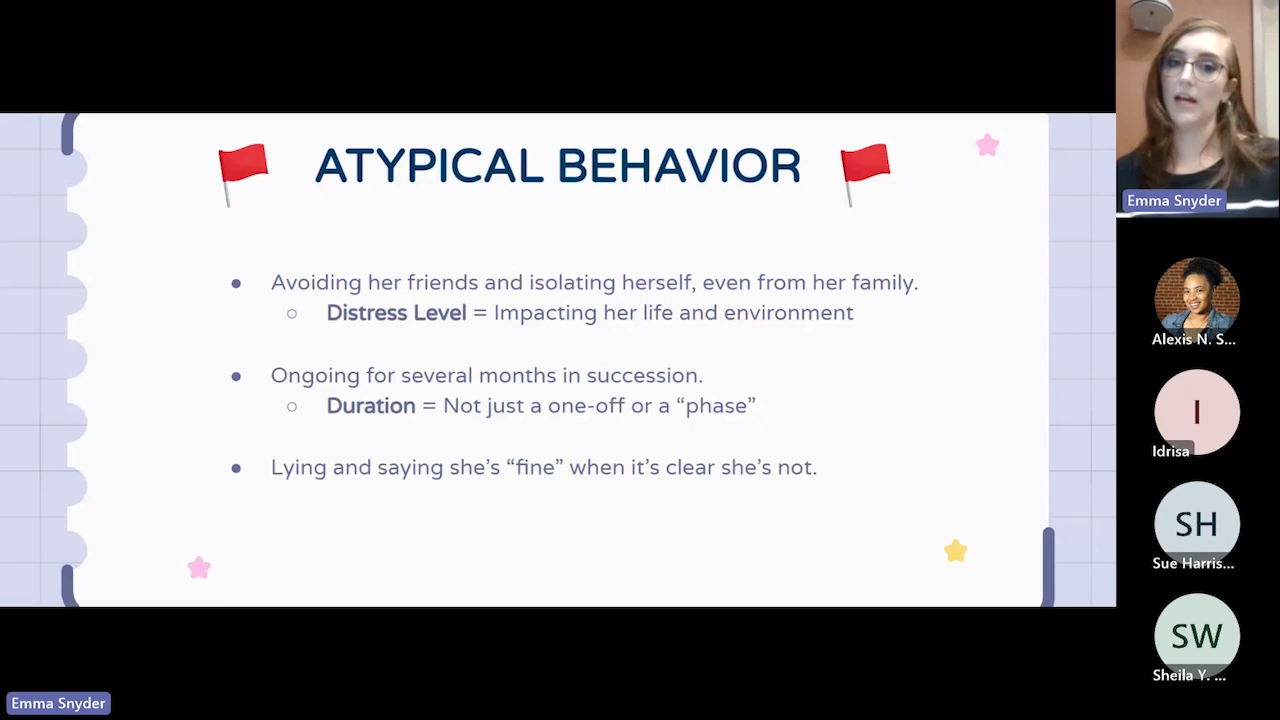 ATYPICAL BEHAVIOR
● Avoiding her friends and isolating herself, even from her family.
○ Distress Level = Impacting her life and environment
● Ongoing for several months in succession.
○ Duration = Not just a one-off or a “phase”
● Lying and saying she’s “fine” when it’s clear she’s not.
Emma Snyder
Alexis N. S...
I
Idrisa
SH
Sue Harris...
SW
Sheila Y. ...
Emma Snyder